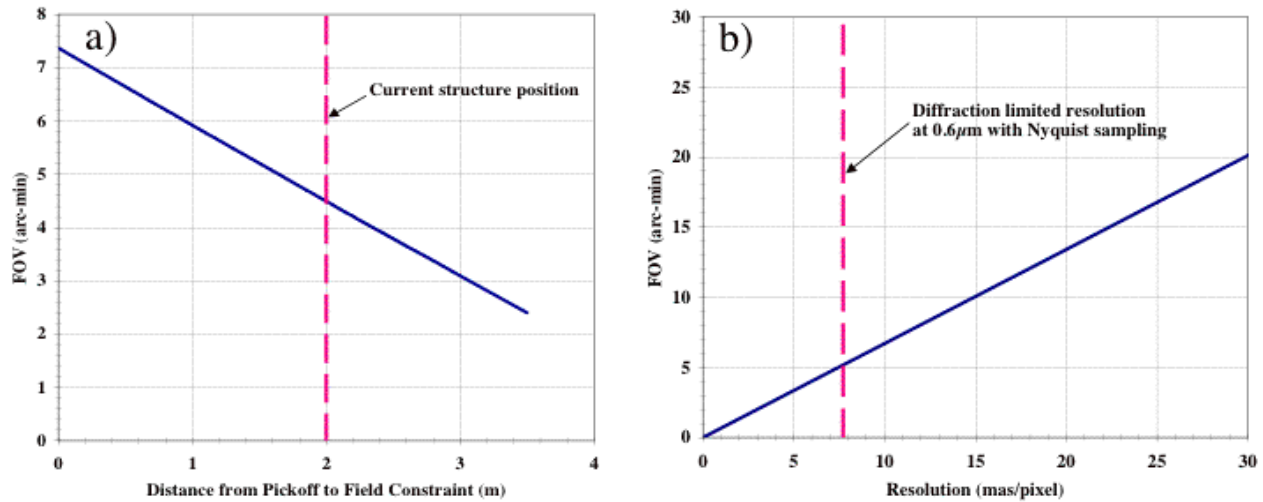 a)
8
7
6
5
4
3
2
1
0
FOV (arc-min)
Current structure position
0 1 2 3 4
Distance from Pickoff to Field Constraint (m)
b)
30
25
20
15
10
5
0
FOV (arc-min)
Diffraction limited resolution
at 0.6μm with Nyquist sampling
0 5 10 15 20 25 30
Resolution (mas/pixel)